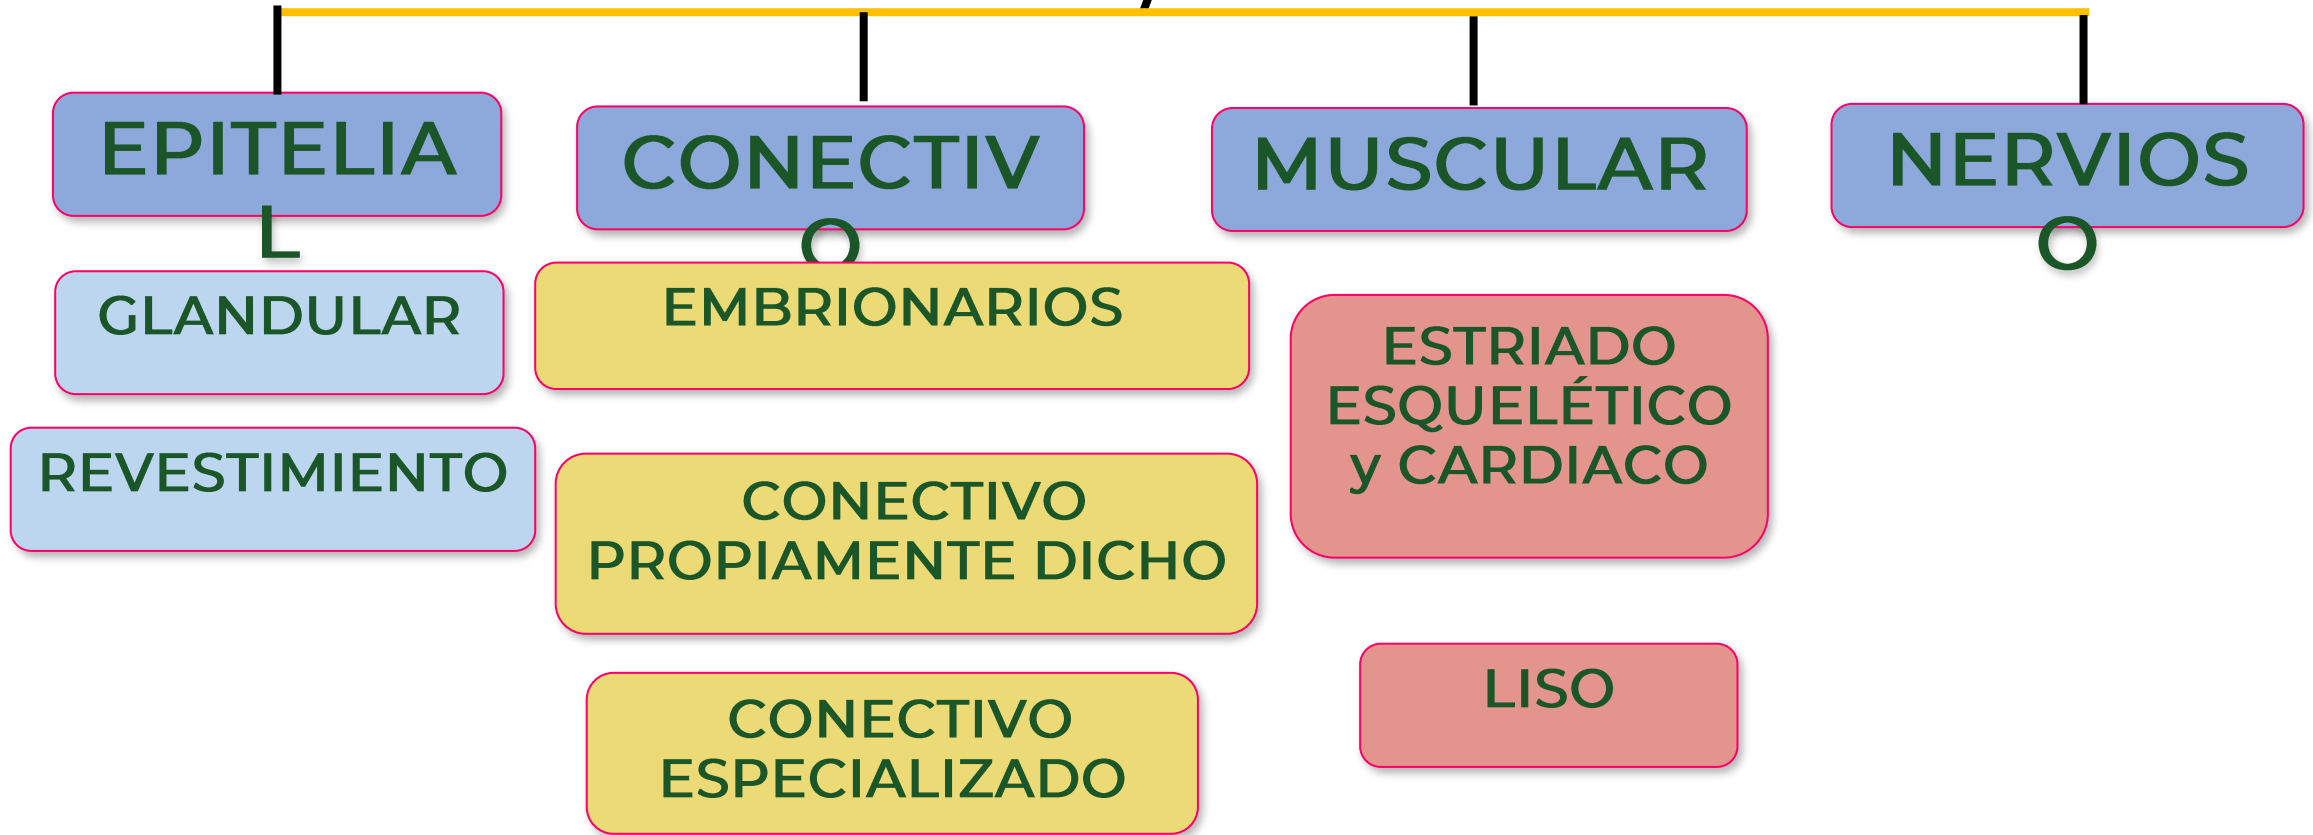 EPITELIA
L
GLANDULAR
REVESTIMIENTO
CONECTIV
O
EMBRIONARIOS
CONECTIVO
PROPIAMENTE DICHO
CONECTIVO
ESPECIALIZADO
MUSCULAR
ESTRIADO
ESQUELÉTICO
y CARDIACO
LISO
NERVIOS
O